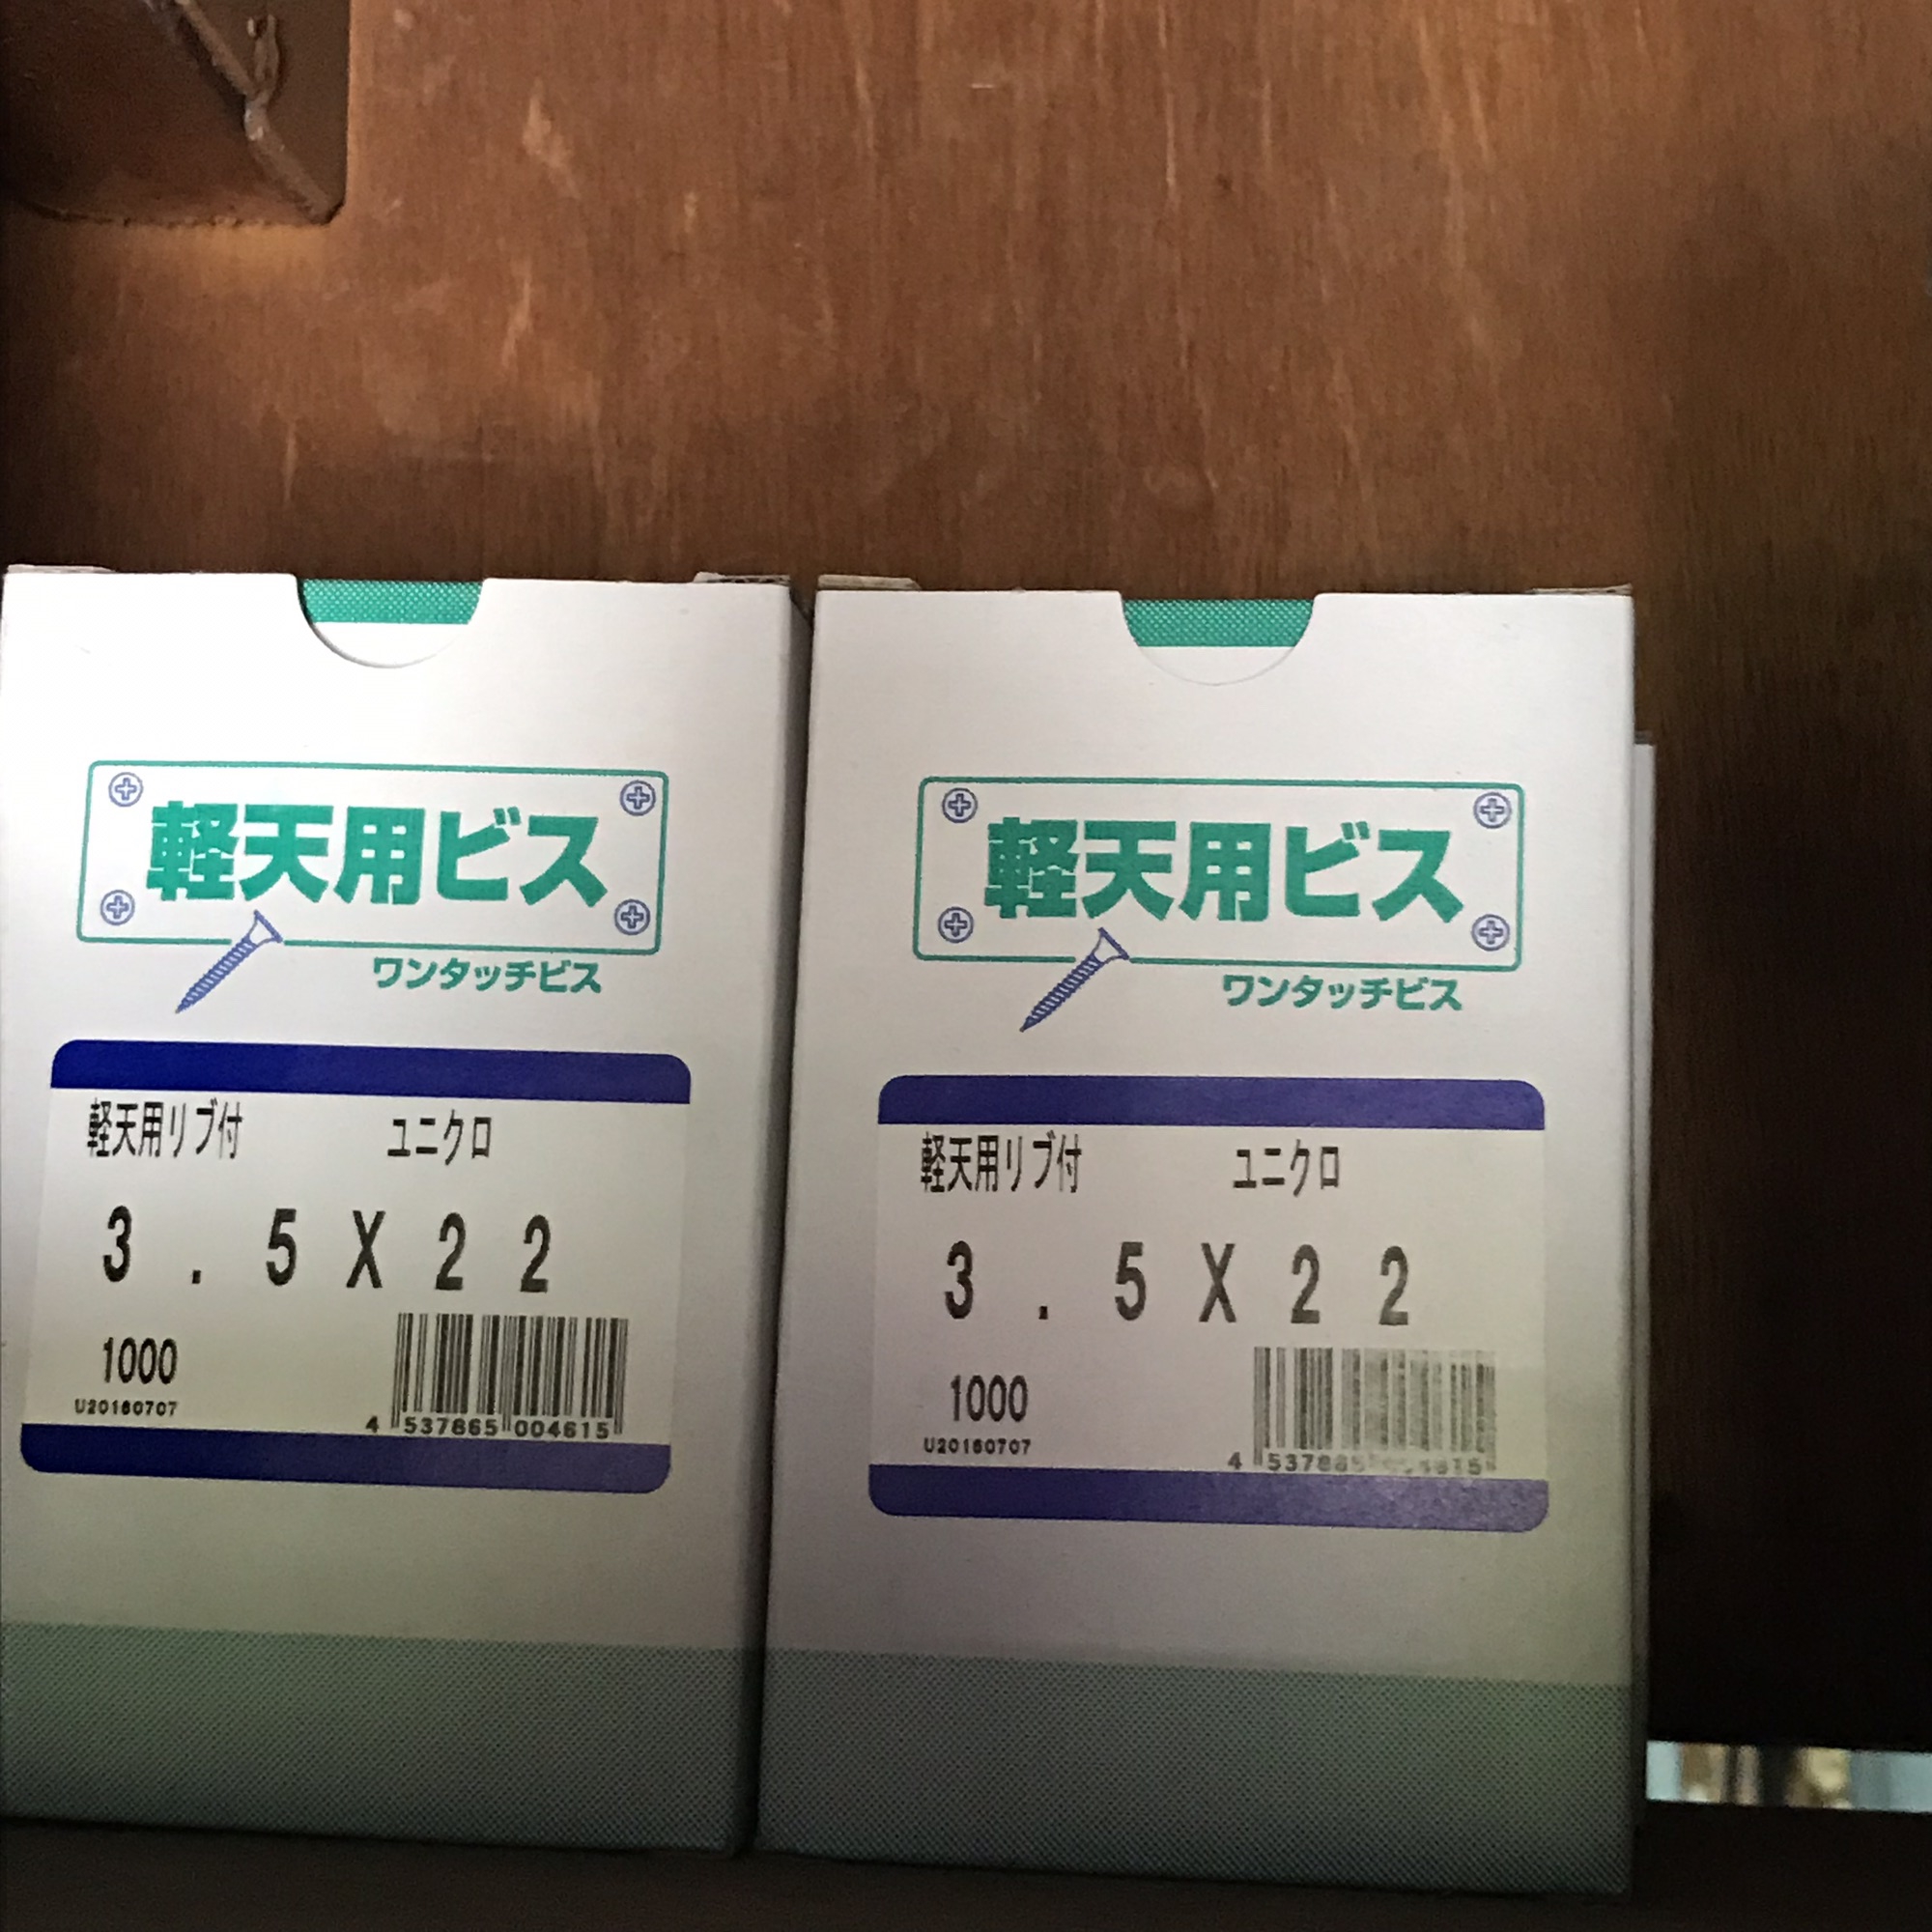 軽天用ビス
ワンタッチビス
軽天用リブ付 ユニクロ
3.5X22
1000
U20160707
4 537865 004615
軽天用ビス
ワンタッチビス
軽天用リブ付 ユニクロ
3.5X22
1000
U20160707
4 537865